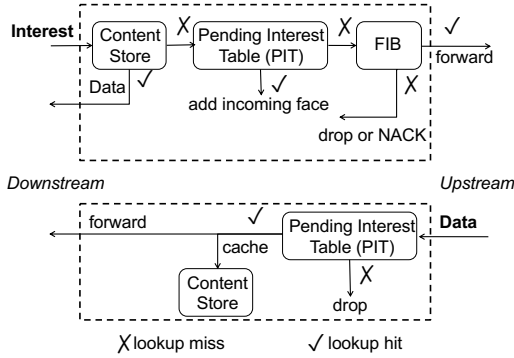 Interest
Content
Store
✗
Pending Interest
Table (PIT)
✗
FIB
✓
forward
Data
✓
✓
✗
add incoming face
drop or NACK
Downstream
Upstream
forward
✓
cache
Pending Interest
Table (PIT)
Data
✗
Content
Store
drop
✗ lookup miss
✓ lookup hit